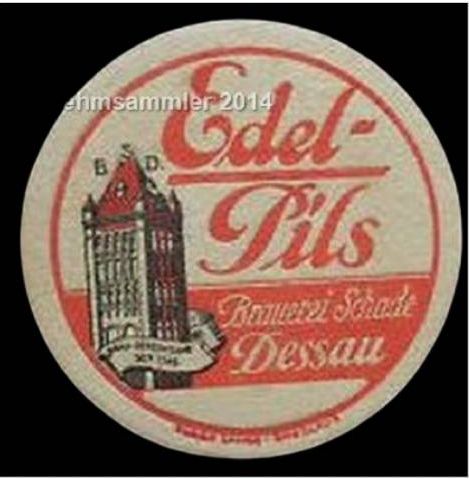 ehmsammler 2014
Edel-
B. S. D.
Pils
Brauerei Schade
Dessau